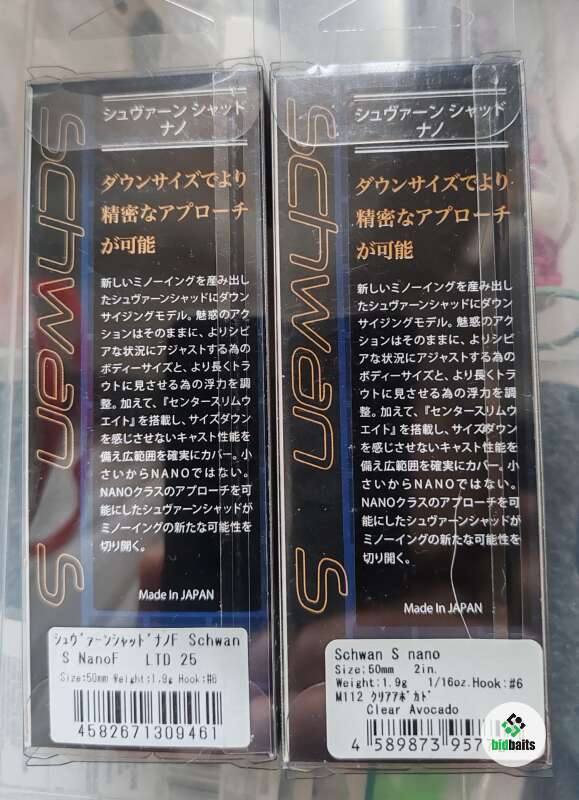 シュヴァーン シャッド
ナノ
Schwan S
ダウンサイズでより
精密なアプローチ
が可能
新しいミノーイングを産み出し
たシュヴァーンシャッドにダウン
サイジングモデル。魅惑のアク
ションはそのままに、よりシビ
アな状況にアジャストする為の
ボディーサイズと、より長くトラ
ウトに見させる為の浮力を調
整。加えて、『センタースリムウ
エイト』を搭載し、サイズダウン
を感じさせないキャスト性能を
備え広範囲を確実にカバー。小
さいからNANOではない。
NANOクラスのアプローチを可
能にしたシュヴァーンシャッドが
ミノーイングの新たな可能性を
切り開く。
Made In JAPAN
シュヴァーンシャッドナノF Schwan
S NanoF LTD 25
Size:50mm Weight:1.9g Hook:#6
4582671309461
シュヴァーン シャッド
ナノ
Schwan S
ダウンサイズでより
精密なアプローチ
が可能
新しいミノーイングを産み出し
たシュヴァーンシャッドにダウン
サイジングモデル。魅惑のアク
ションはそのままに、よりシビ
アな状況にアジャストする為の
ボディーサイズと、より長くトラ
ウトに見させる為の浮力を調
整。加えて、『センタースリムウ
エイト』を搭載し、サイズダウン
を感じさせないキャスト性能を
備え広範囲を確実にカバー。小
さいからNANOではない。
NANOクラスのアプローチを可
能にしたシュヴァーンシャッドが
ミノーイングの新たな可能性を
切り開く。
Made In JAPAN
Schwan S nano
Size:50mm 2in.
Weight:1.9g 1/16oz.Hook:#6
M112 クリアアボカド
Clear Avocado
4 589873 957
bidbaits